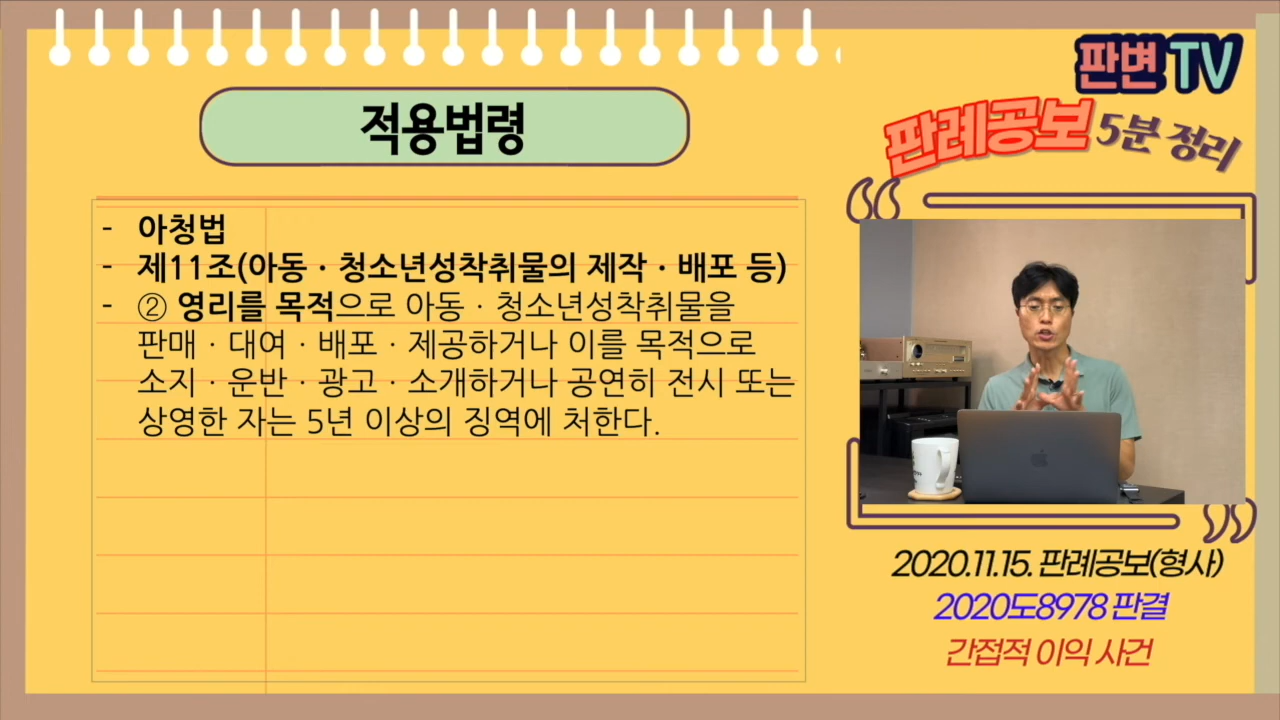 적용법령
- 아청법
- 제11조(아동 · 청소년성착취물의 제작 · 배포 등)
- ② 영리를 목적으로 아동 · 청소년성착취물을
판매 · 대여 · 배포 · 제공하거나 이를 목적으로
소지 · 운반 · 광고 · 소개하거나 공연히 전시 또는
상영한 자는 5년 이상의 징역에 처한다.
판변 TV
판례공보 5분 정리
2020.11.15. 판례공보(형사)
2020도8978 판결
간접적 이익 사건